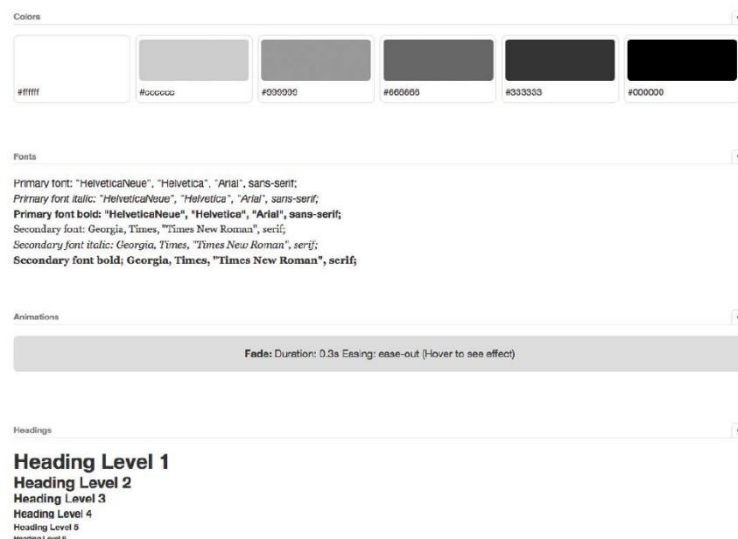 Colors
#ffffff #cccccc #999999 #666666 #333333 #000000
Fonts
Primary font: "HelveticaNeue", "Helvetica", "Arial", sans-serif;
Primary font italic: "HelveticaNeue", "Helvetica", "Arial", sans-serif;
Primary font bold: "HelveticaNeue", "Helvetica", "Arial", sans-serif;
Secondary font: Georgia, Times, "Times New Roman", serif;
Secondary font italic: Georgia, Times, "Times New Roman", serif;
Secondary font bold; Georgia, Times, "Times New Roman", serif;
Animations
Fade: Duration: 0.3s Easing: ease-out (Hover to see effect)
Headings
Heading Level 1
Heading Level 2
Heading Level 3
Heading Level 4
Heading Level 5
Heading Level 6